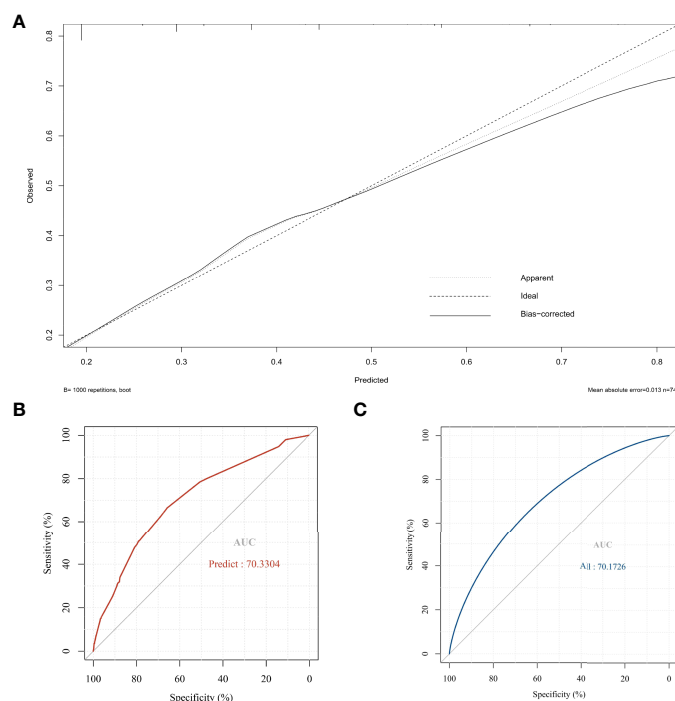 A
0.8
0.7
0.6
0.5
0.4
0.3
0.2
Observed
Apparent
Ideal
Bias-corrected
0.2 0.3 0.4 0.5 0.6 0.7 0.8
Predicted
B= 1000 repetitions, boot
Mean absolute error=0.013 n=74
B
100
80
60
40
20
0
Sensitivity (%)
AUC
Predict : 70.3304
100 80 60 40 20 0
Specificity (%)
C
100
80
60
40
20
0
Sensitivity (%)
AUC
All : 70.1726
100 80 60 40 20 0
Specificity (%)